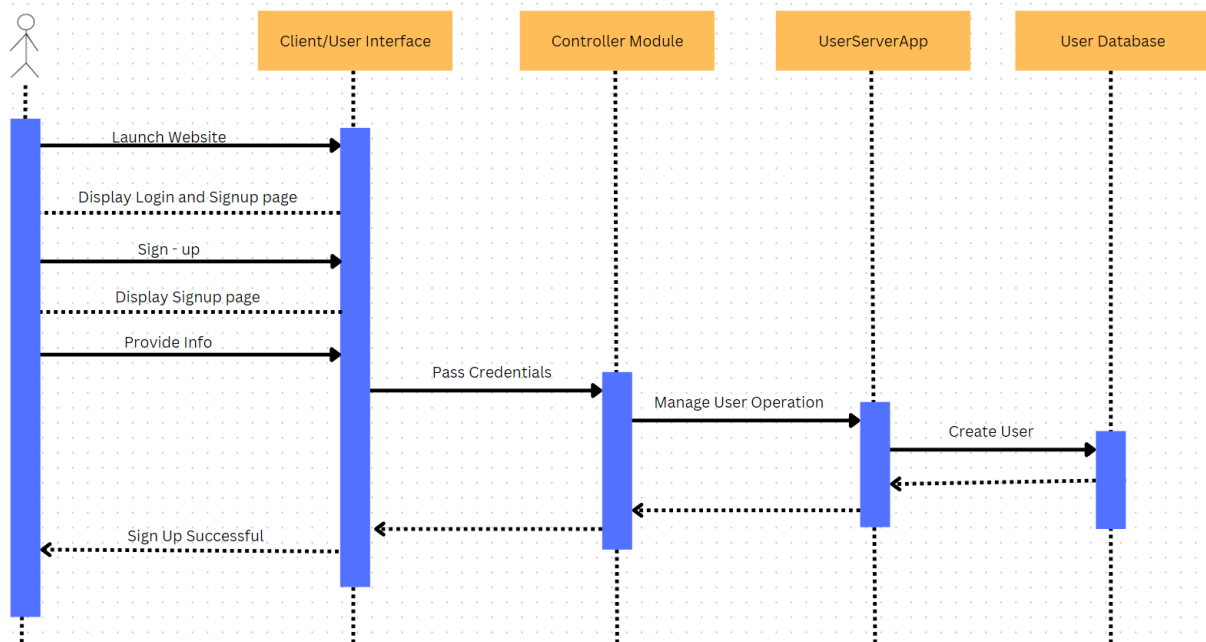 Client/User Interface
Controller Module
UserServerApp
User Database
Launch Website
Display Login and Signup page
Sign - up
Display Signup page
Provide Info
Pass Credentials
Manage User Operation
Create User
Sign Up Successful